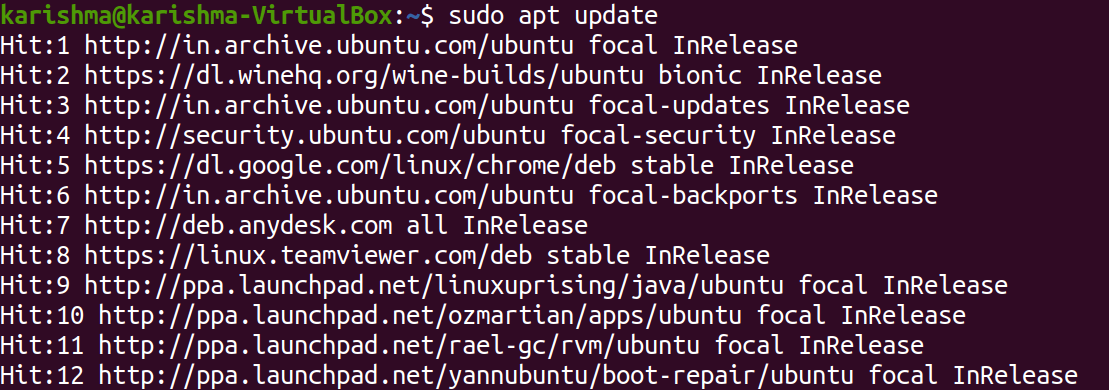 karishma@karishma-VirtualBox:~$ sudo apt update
Hit:1 http://in.archive.ubuntu.com/ubuntu focal InRelease
Hit:2 https://dl.winehq.org/wine-builds/ubuntu bionic InRelease
Hit:3 http://in.archive.ubuntu.com/ubuntu focal-updates InRelease
Hit:4 http://security.ubuntu.com/ubuntu focal-security InRelease
Hit:5 https://dl.google.com/linux/chrome/deb stable InRelease
Hit:6 http://in.archive.ubuntu.com/ubuntu focal-backports InRelease
Hit:7 http://deb.anydesk.com all InRelease
Hit:8 https://linux.teamviewer.com/deb stable InRelease
Hit:9 http://ppa.launchpad.net/linuxuprising/java/ubuntu focal InRelease
Hit:10 http://ppa.launchpad.net/ozmartian/apps/ubuntu focal InRelease
Hit:11 http://ppa.launchpad.net/rael-gc/rvm/ubuntu focal InRelease
Hit:12 http://ppa.launchpad.net/yannubuntu/boot-repair/ubuntu focal InRelease